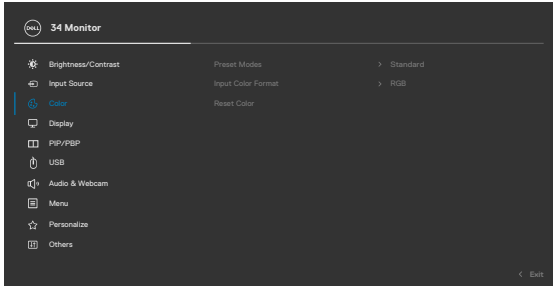 DELL 34 Monitor
Brightness/Contrast Preset Modes > Standard
Input Source Input Color Format > RGB
Color Reset Color
Display
PIP/PBP
USB
Audio & Webcam
Menu
Personalize
Others
< Exit